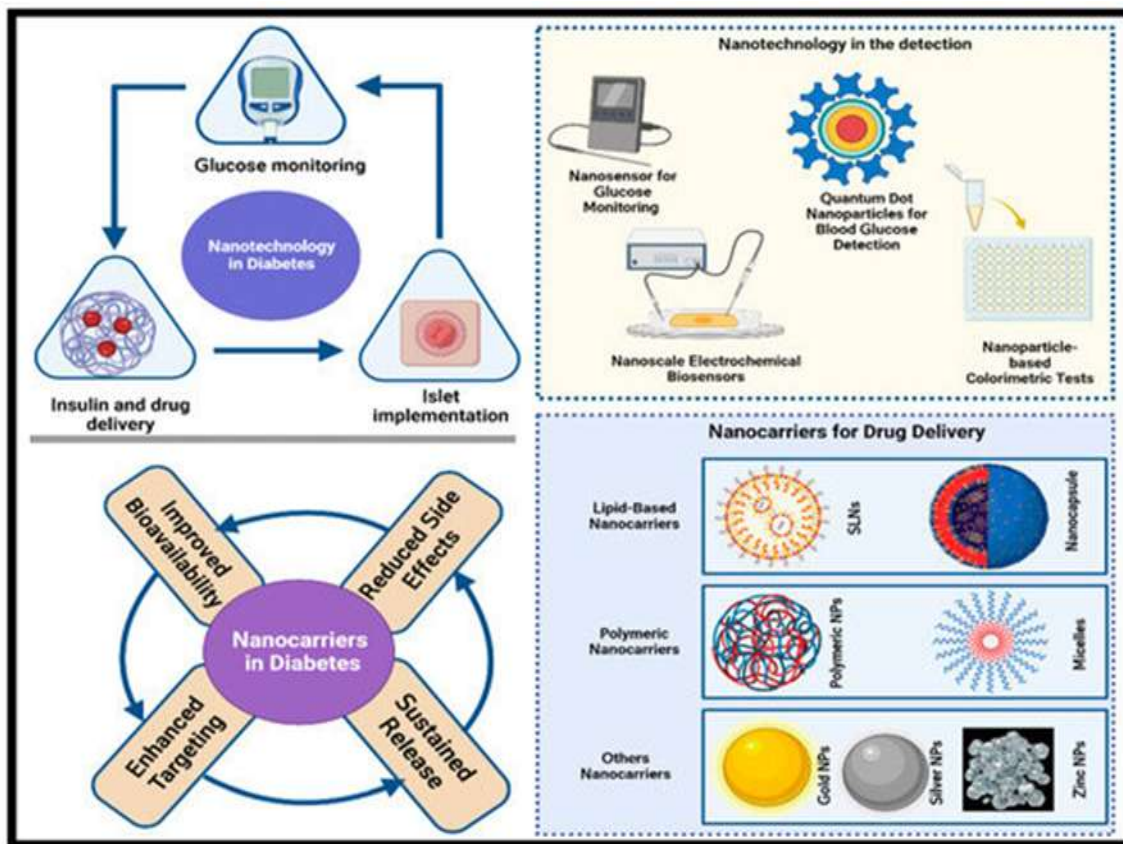 Glucose monitoring
Nanotechnology
in Diabetes
Insulin and drug
delivery
Islet
implementation
Improved
Bioavailability
Reduced Side
Effects
Nanocarriers
in Diabetes
Enhanced
Targeting
Sustained
Release
Nanotechnology in the detection
Nanosensor for
Glucose
Monitoring
Quantum Dot
Nanoparticles for
Blood Glucose
Detection
Nanoscale Electrochemical
Biosensors
Nanoparticle-
based
Colorimetric Tests
Nanocarriers for Drug Delivery
Lipid-Based
Nanocarriers
SLNs
Nanocapsule
Polymeric
Nanocarriers
Polymeric NPs
Micelles
Others
Nanocarriers
Gold NPs
Silver NPs
Zinc NPs